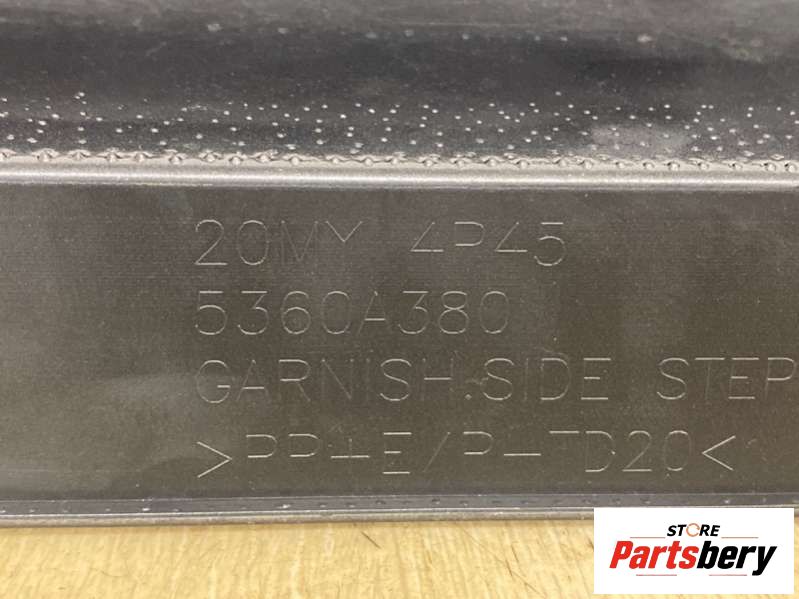 20MY 4P45
5360A380
GARNISH.SIDE STEP
>PP+E/P-TD20<
STORE
Partsbery